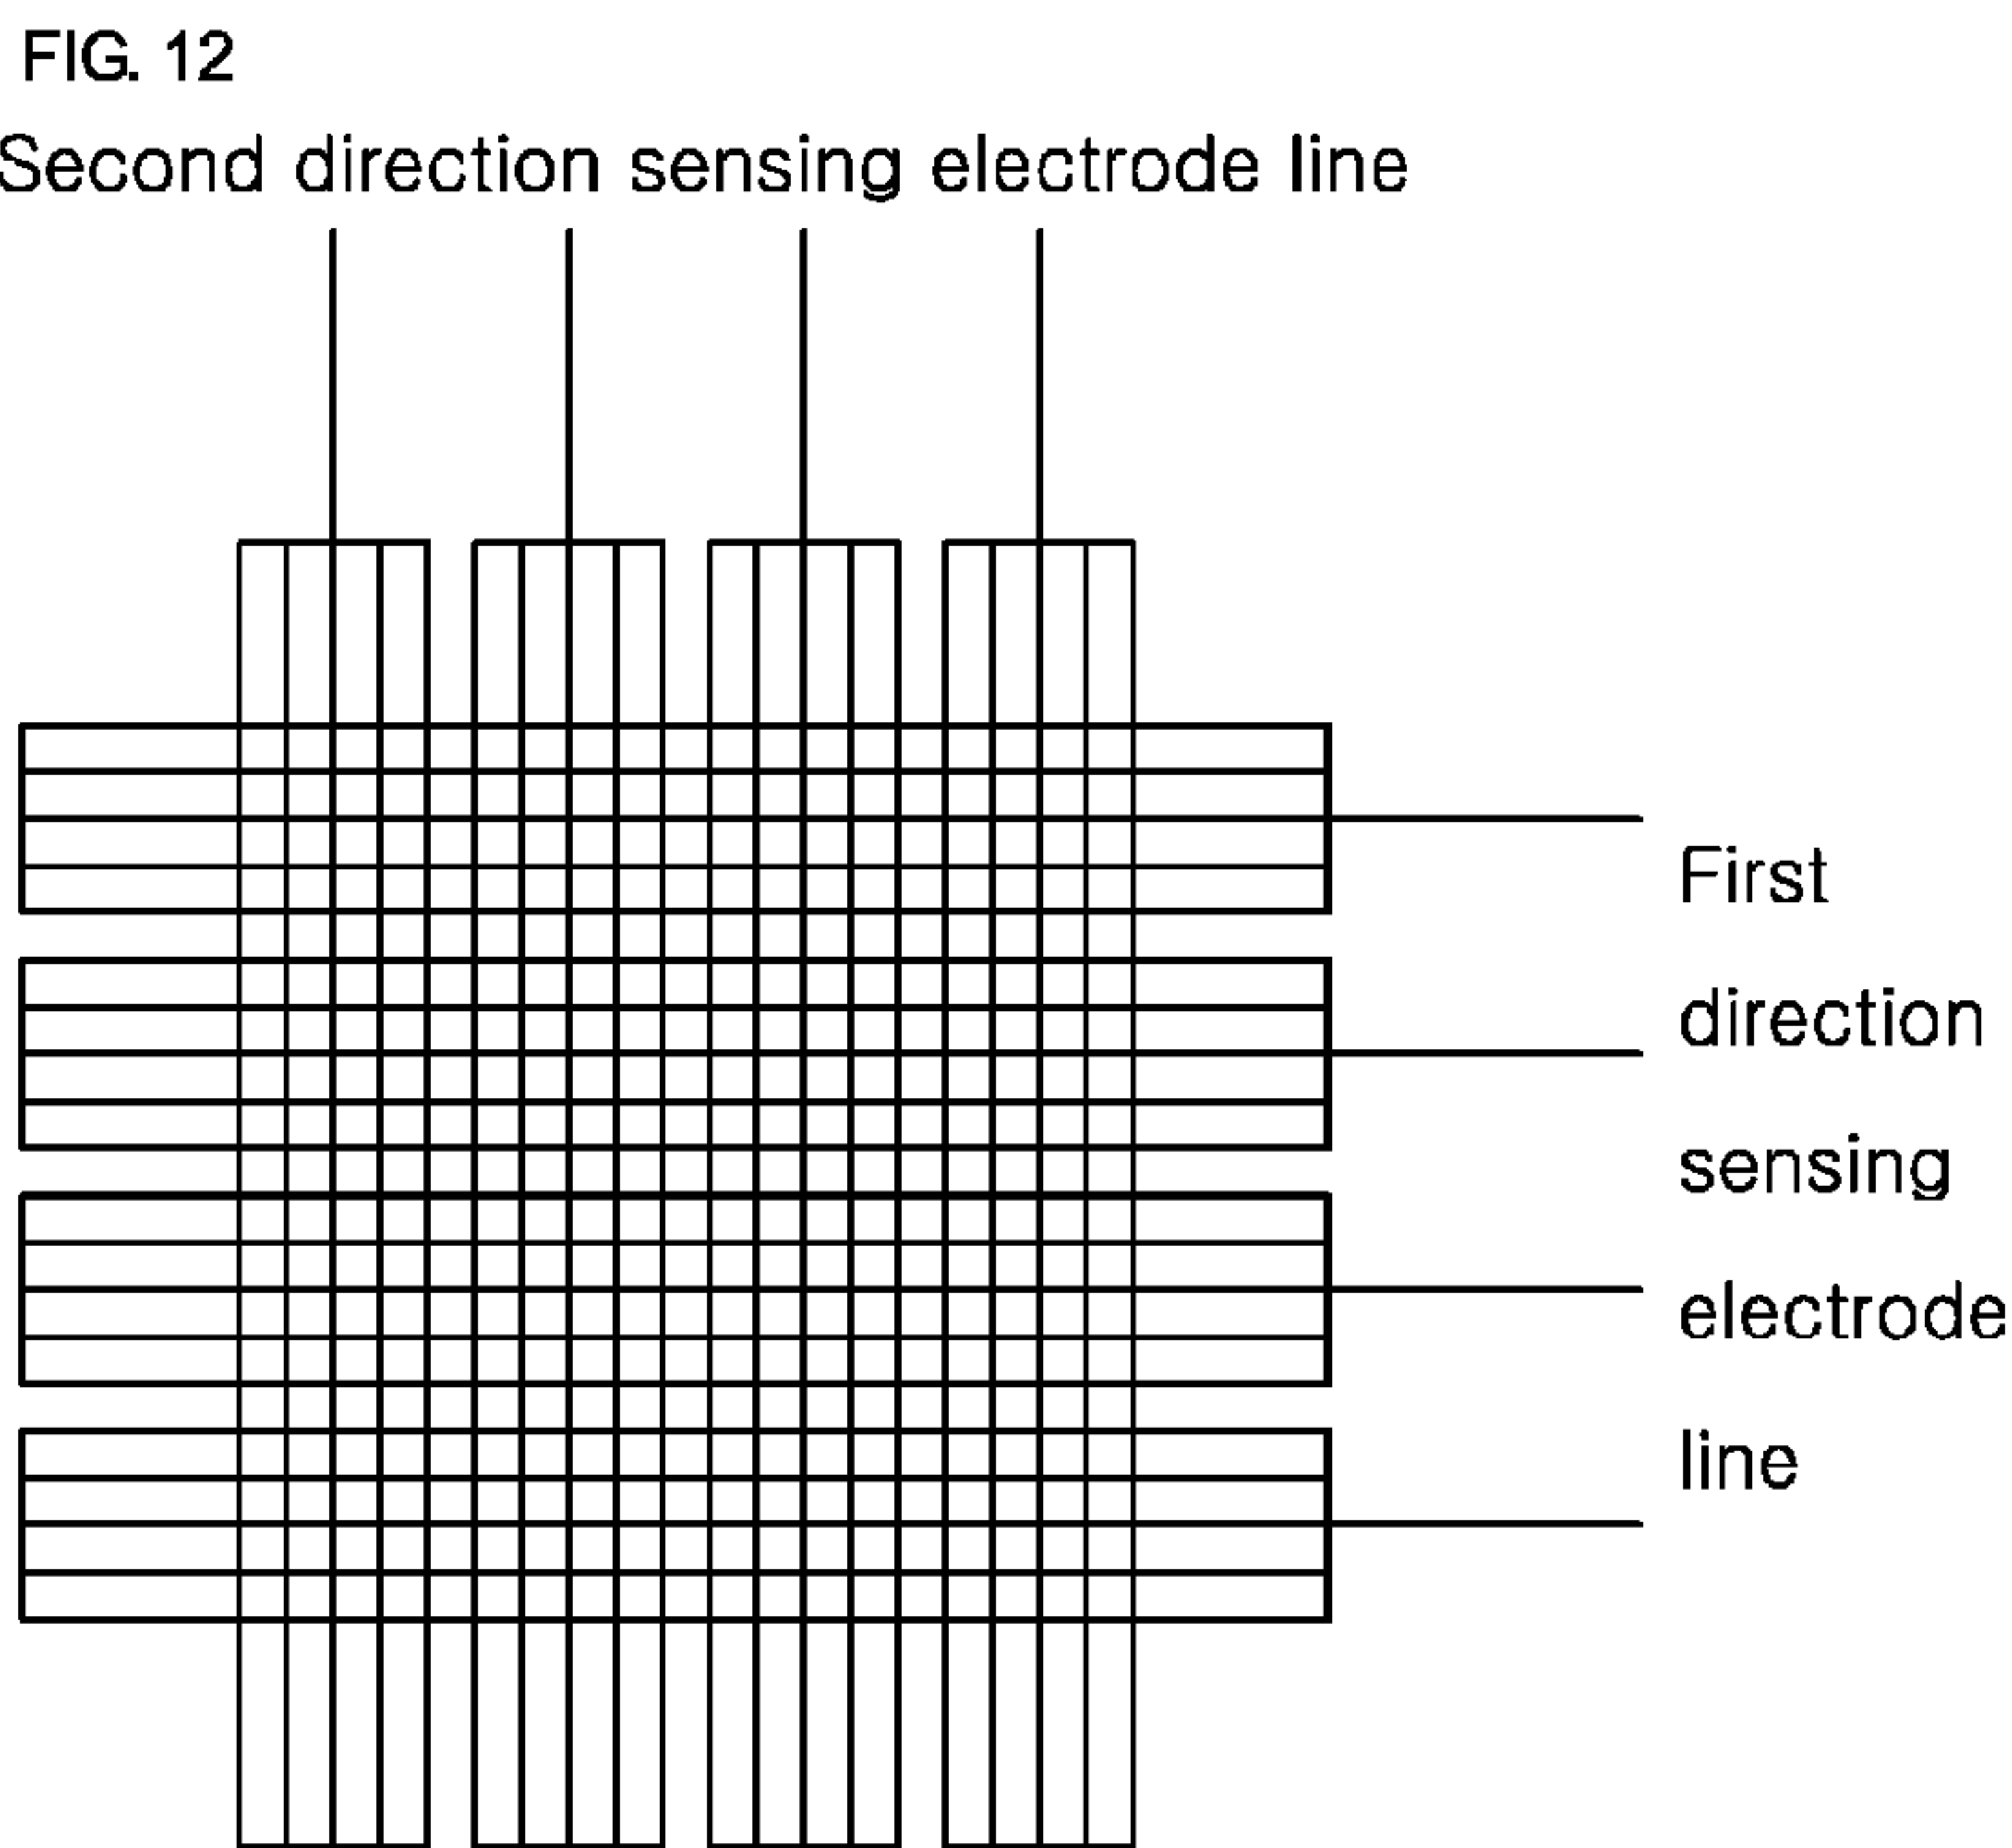 FIG. 12
Second direction sensing electrode line
First
direction
sensing
electrode
line